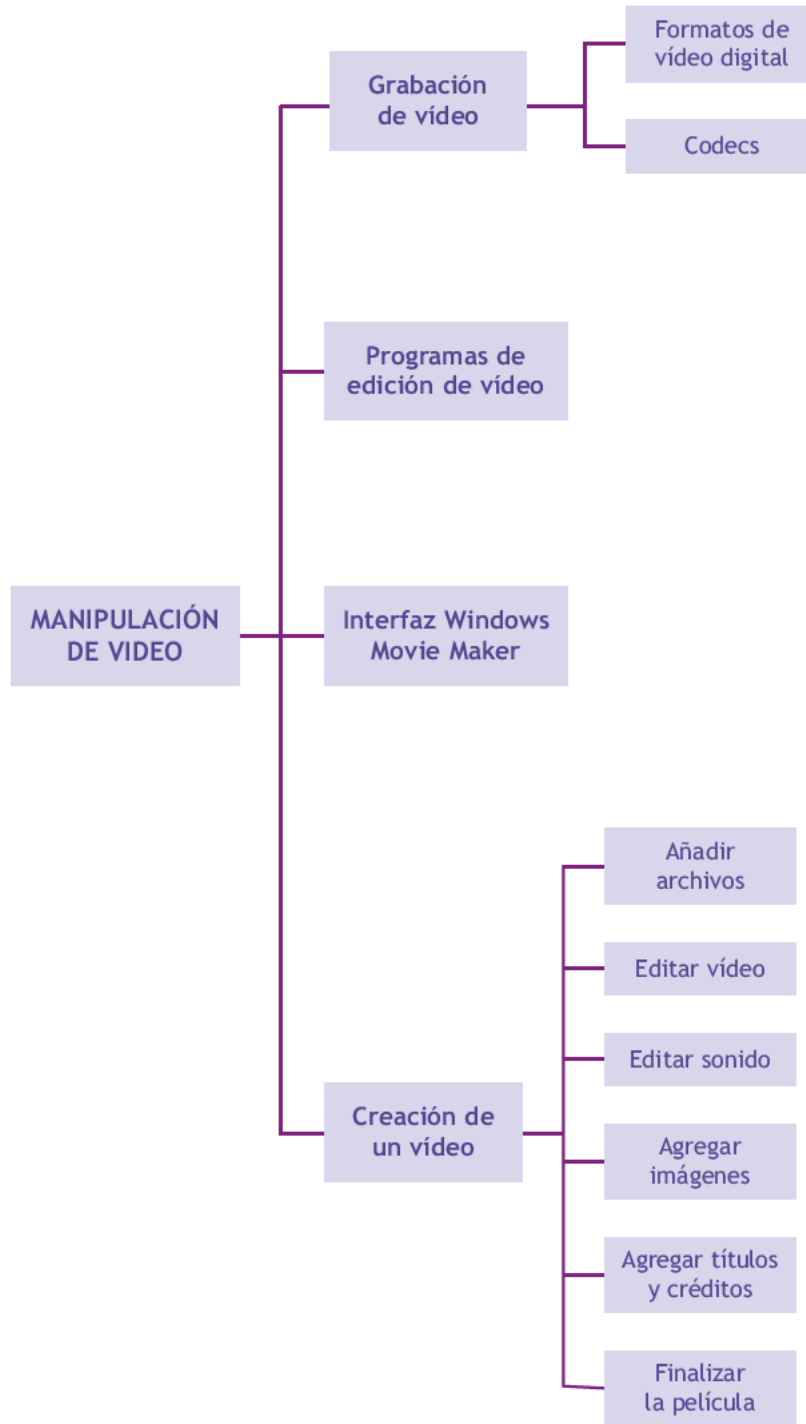 MANIPULACIÓN
DE VIDEO
Grabación
de vídeo
Formatos de
vídeo digital
Codecs
Programas de
edición de vídeo
Interfaz Windows
Movie Maker
Creación de
un vídeo
Añadir
archivos
Editar vídeo
Editar sonido
Agregar
imágenes
Agregar títulos
y créditos
Finalizar
la película